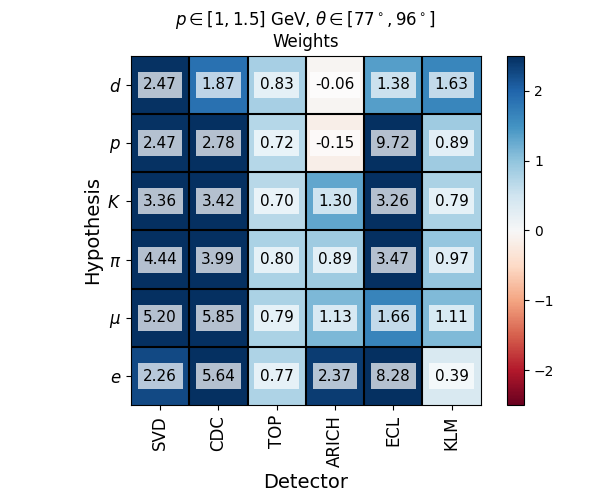 p ∈ [1, 1.5] GeV, θ ∈ [77°, 96°]
Weights
d 2.47 1.87 0.83 -0.06 1.38 1.63
p 2.47 2.78 0.72 -0.15 9.72 0.89
K 3.36 3.42 0.70 1.30 3.26 0.79
π 4.44 3.99 0.80 0.89 3.47 0.97
μ 5.20 5.85 0.79 1.13 1.66 1.11
e 2.26 5.64 0.77 2.37 8.28 0.39
Hypothesis
SVD CDC TOP ARICH ECL KLM
Detector
2
1
0
−1
−2